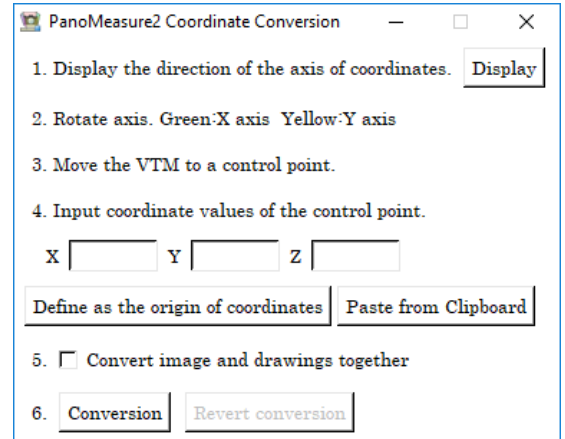 PanoMeasure2 Coordinate Conversion
1. Display the direction of the axis of coordinates. Display
2. Rotate axis. Green:X axis Yellow:Y axis
3. Move the VTM to a control point.
4. Input coordinate values of the control point.
X Y Z
Define as the origin of coordinates Paste from Clipboard
5. Convert image and drawings together
6. Conversion Revert conversion